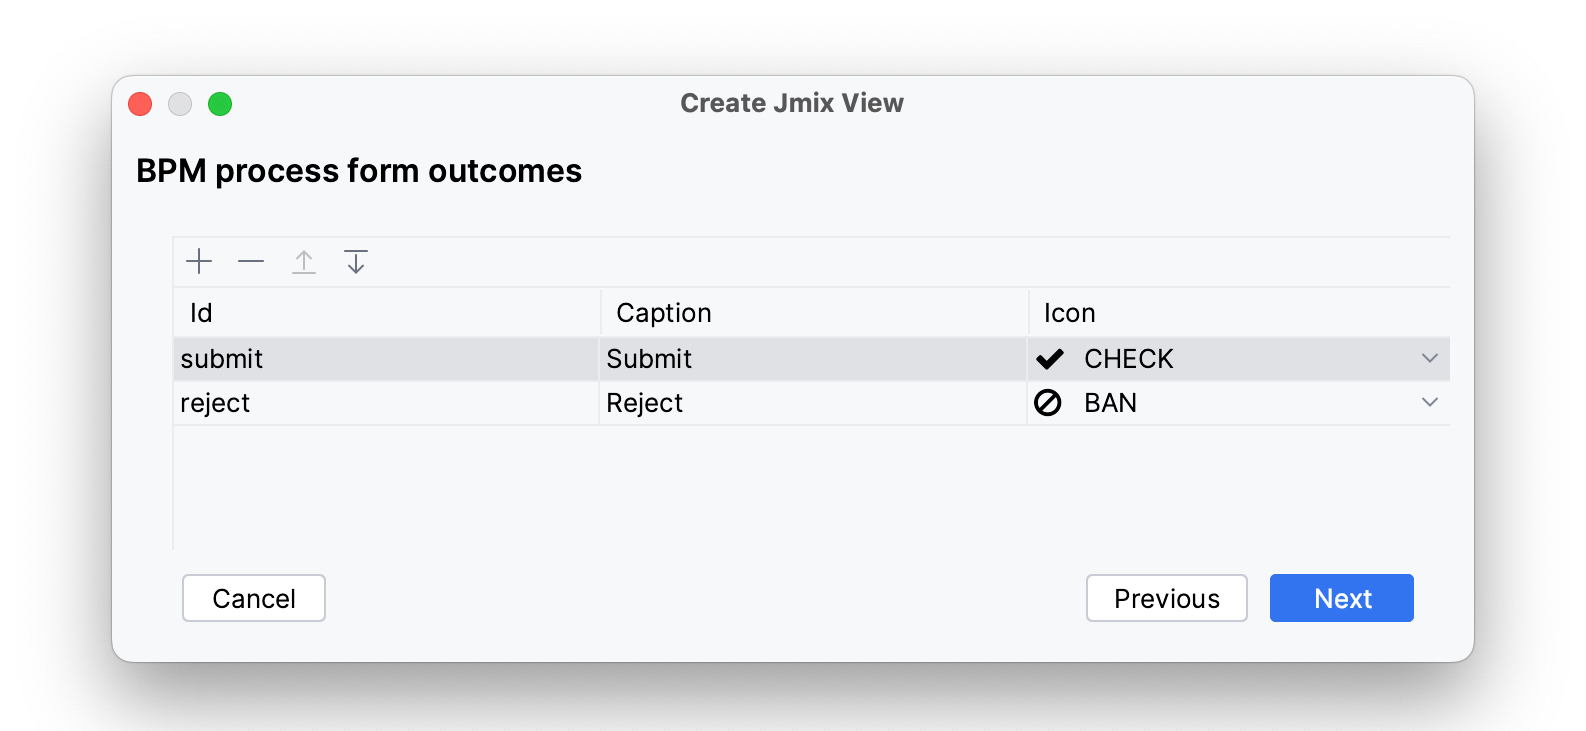 Create Jmix View
BPM process form outcomes
Id Caption Icon
submit Submit CHECK
reject Reject BAN
Cancel Previous Next